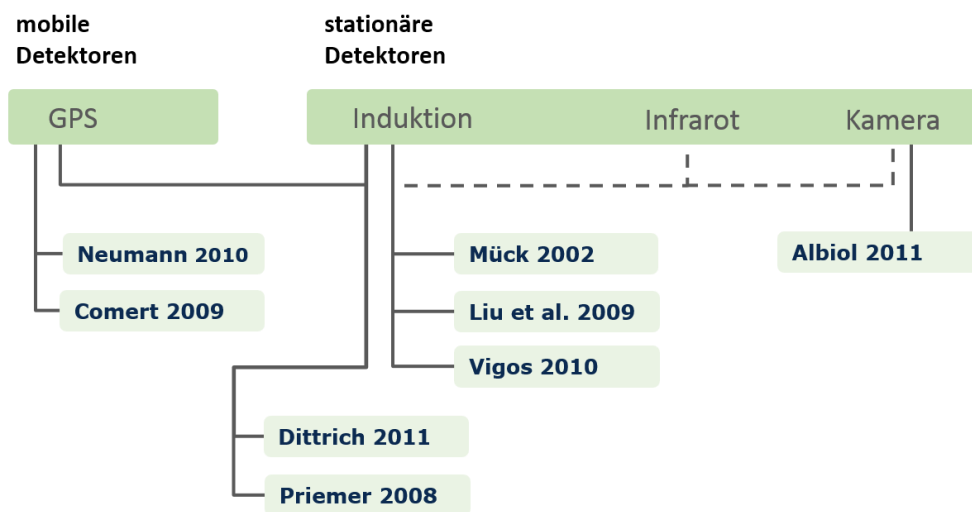 mobile
Detektoren
stationäre
Detektoren
GPS
Induktion
Infrarot
Kamera
Neumann 2010
Comert 2009
Mück 2002
Liu et al. 2009
Vigos 2010
Albiol 2011
Dittrich 2011
Priemer 2008